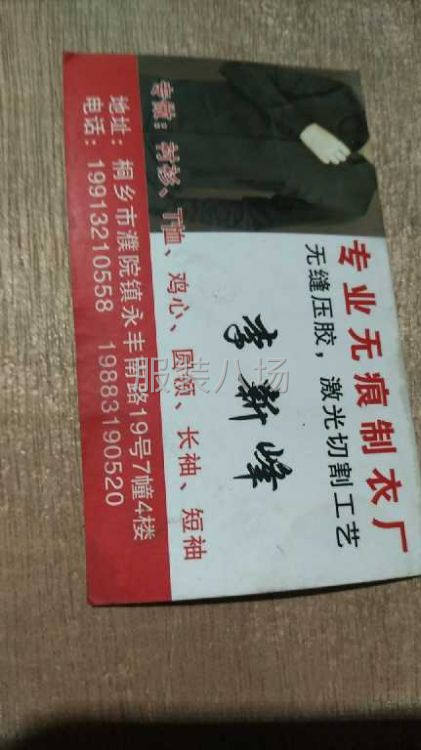 专业无痕制衣厂
无缝压胶，激光切割工艺
李新峰
专做：衬衫、T恤、鸡心、圆领、长袖、短袖
地址：桐乡市濮院镇永丰南路19号7幢4楼
电话：19913210558 19883190520
服装八场